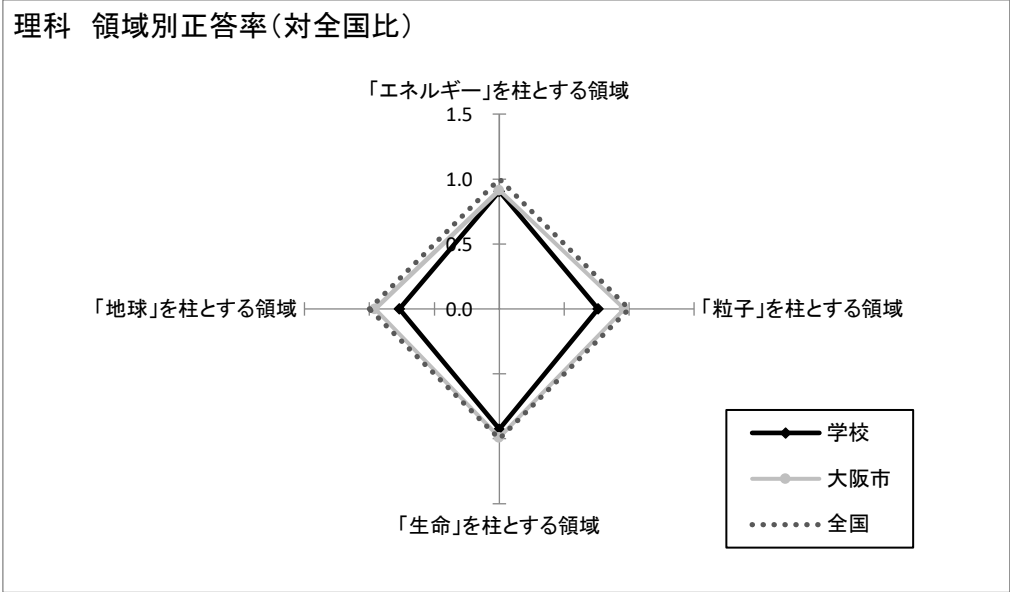 理科 領域別正答率(対全国比)
「エネルギー」を柱とする領域
1.5
1.0
0.5
0.0
「地球」を柱とする領域
「粒子」を柱とする領域
「生命」を柱とする領域
学校
大阪市
全国